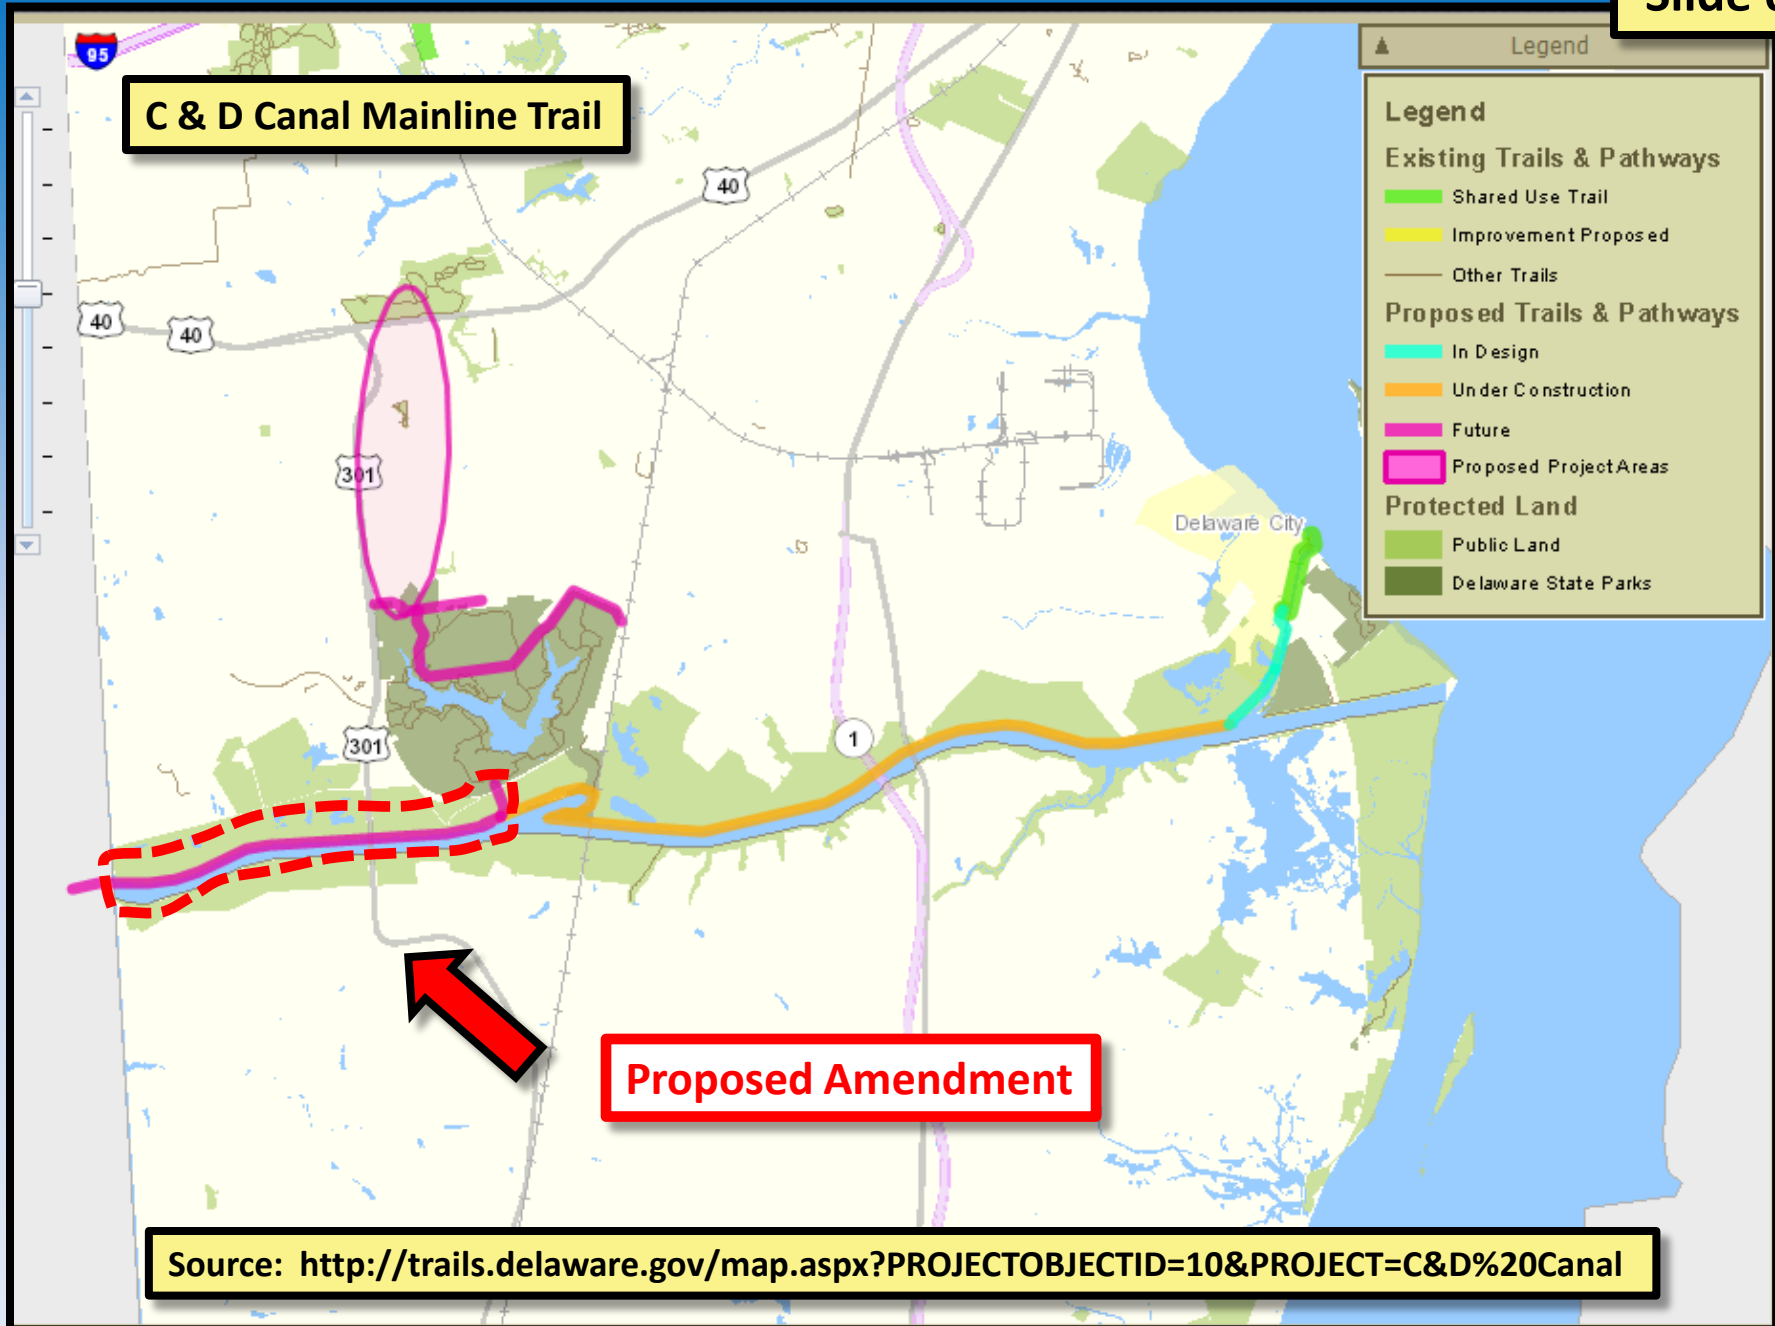 Slide
95
C & D Canal Mainline Trail
Legend
Legend
Existing Trails & Pathways
Shared Use Trail
Improvement Proposed
Other Trails
Proposed Trails & Pathways
In Design
Under Construction
Future
Proposed Project Areas
Protected Land
Public Land
Delaware State Parks
40
40
40
301
Delaware City
301
1
Proposed Amendment
Source:  http://trails.delaware.gov/map.aspx?PROJECTOBJECTID=10&PROJECT=C&D%20Canal